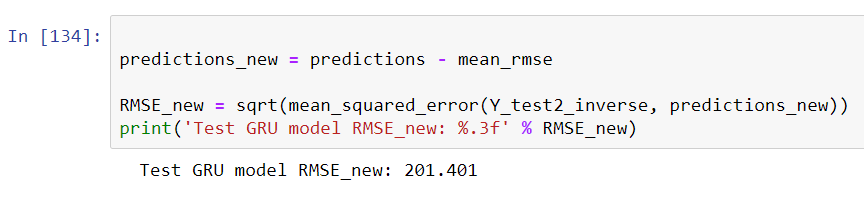 In [134]:
predictions_new = predictions - mean_rmse
RMSE_new = sqrt(mean_squared_error(Y_test2_inverse, predictions_new))
print('Test GRU model RMSE_new: %.3f' % RMSE_new)
Test GRU model RMSE_new: 201.401